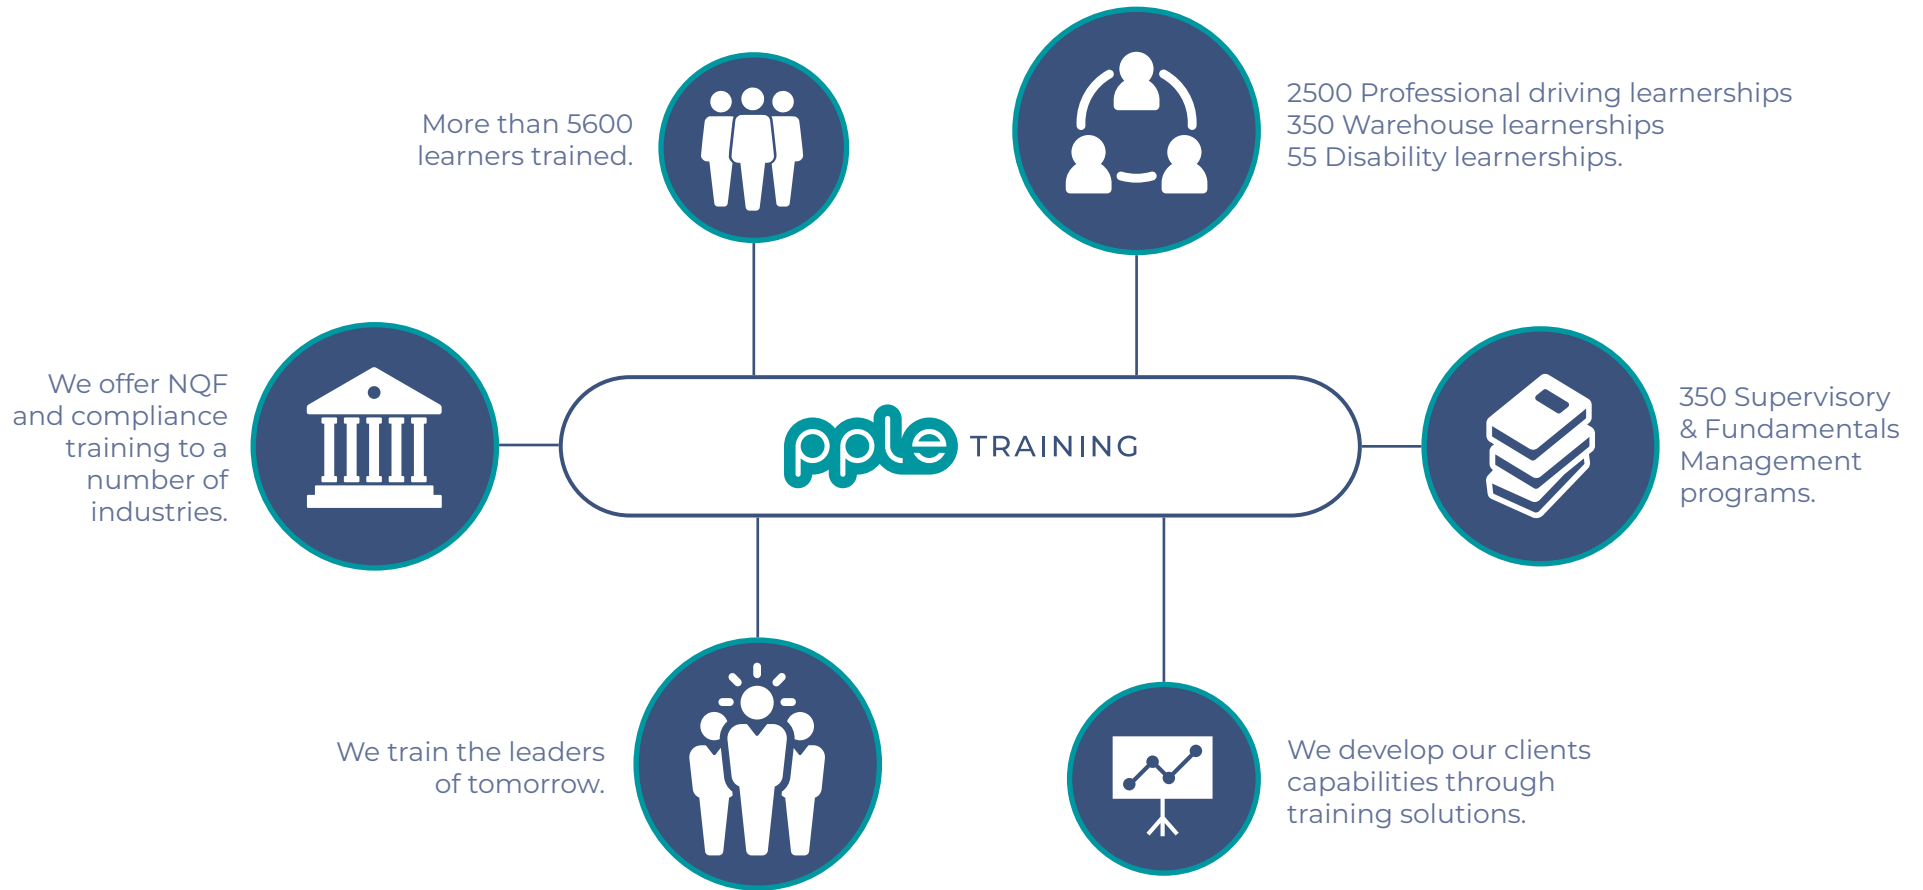 More than 5600
learners trained.
2500 Professional driving learnerships
350 Warehouse learnerships
55 Disability learnerships.
We offer NQF
and compliance
training to a
number of
industries.
pple TRAINING
350 Supervisory
& Fundamentals
Management
programs.
We train the leaders
of tomorrow.
We develop our clients
capabilities through
training solutions.